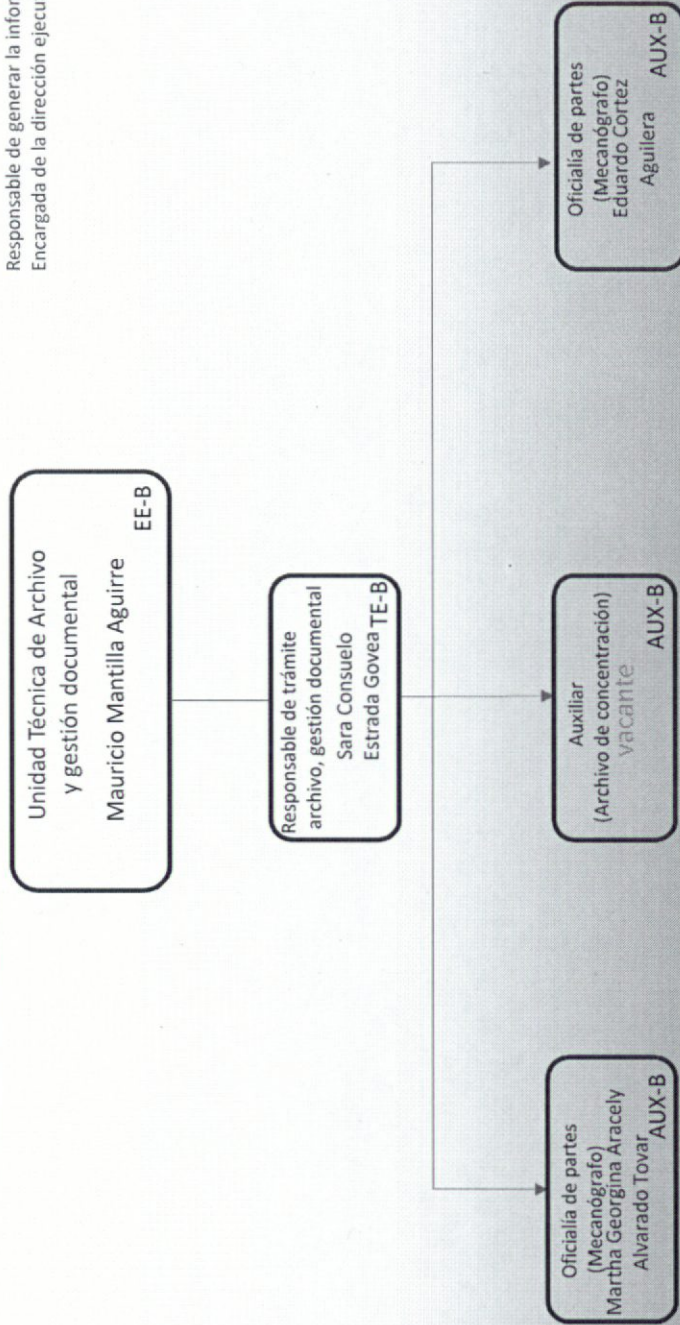 Responsable de generar la
Encargada de la dirección
Unidad Técnica de Archivo
y gestión documental
Mauricio Mantilla Aguirre
EE-B
Responsable de trámite
archivo, gestión documental
Sara Consuelo
Estrada Govea TE-B
Oficialía de partes
(Mecanógrafo)
Martha Georgina Aracely
Alvarado Tovar
AUX-B
Auxiliar
(Archivo de concentración)
vacante
AUX-B
Oficialía de partes
(Mecanógrafo)
Eduardo Cortez
Aguilera
AUX-B